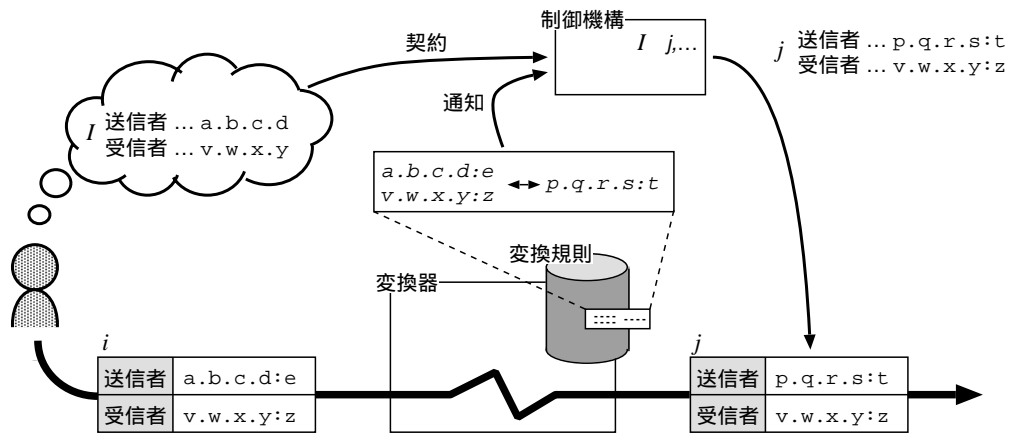 制御機構
I j,...
契約
j 送信者 ... p.q.r.s:t
受信者 ... v.w.x.y:z
通知
I 送信者 ... a.b.c.d
受信者 ... v.w.x.y
a.b.c.d:e
v.w.x.y:z ↔ p.q.r.s:t
変換規則
変換器
i
送信者 a.b.c.d:e
受信者 v.w.x.y:z
j
送信者 p.q.r.s:t
受信者 v.w.x.y:z